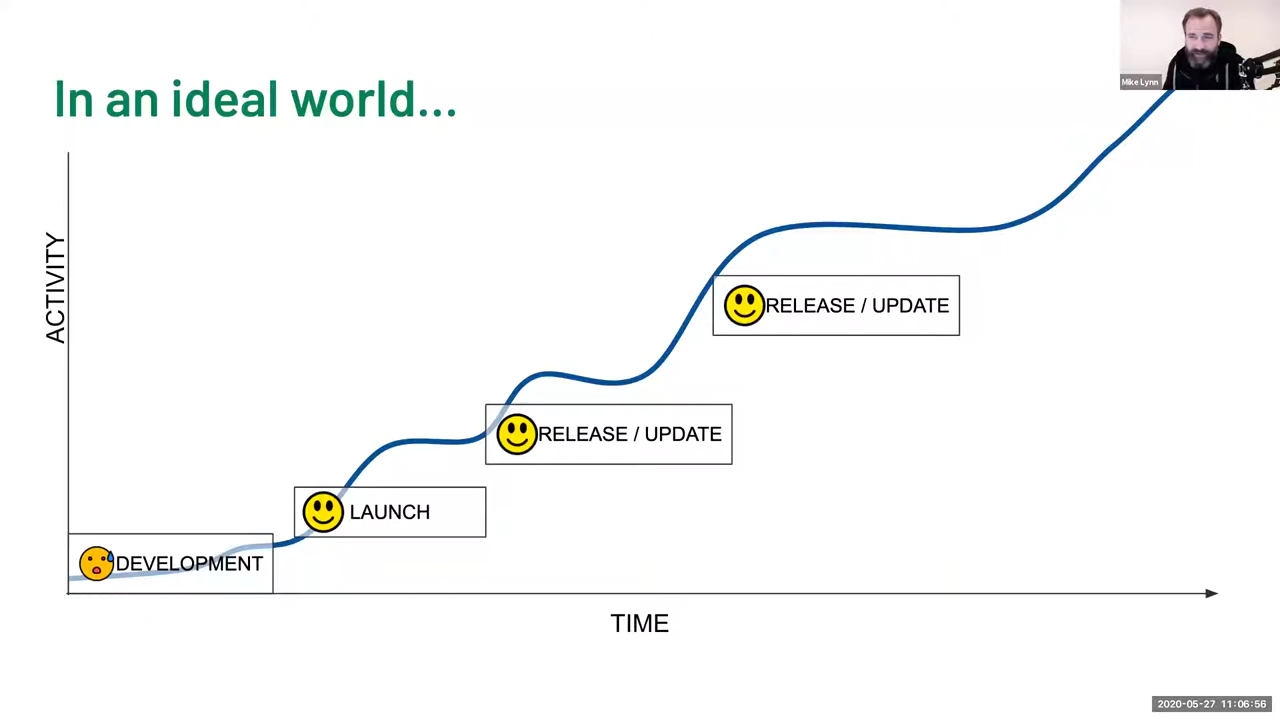 In an ideal world...
Mike Lynn
ACTIVITY
RELEASE / UPDATE
RELEASE / UPDATE
LAUNCH
DEVELOPMENT
TIME
2020-05-27 11:06:56